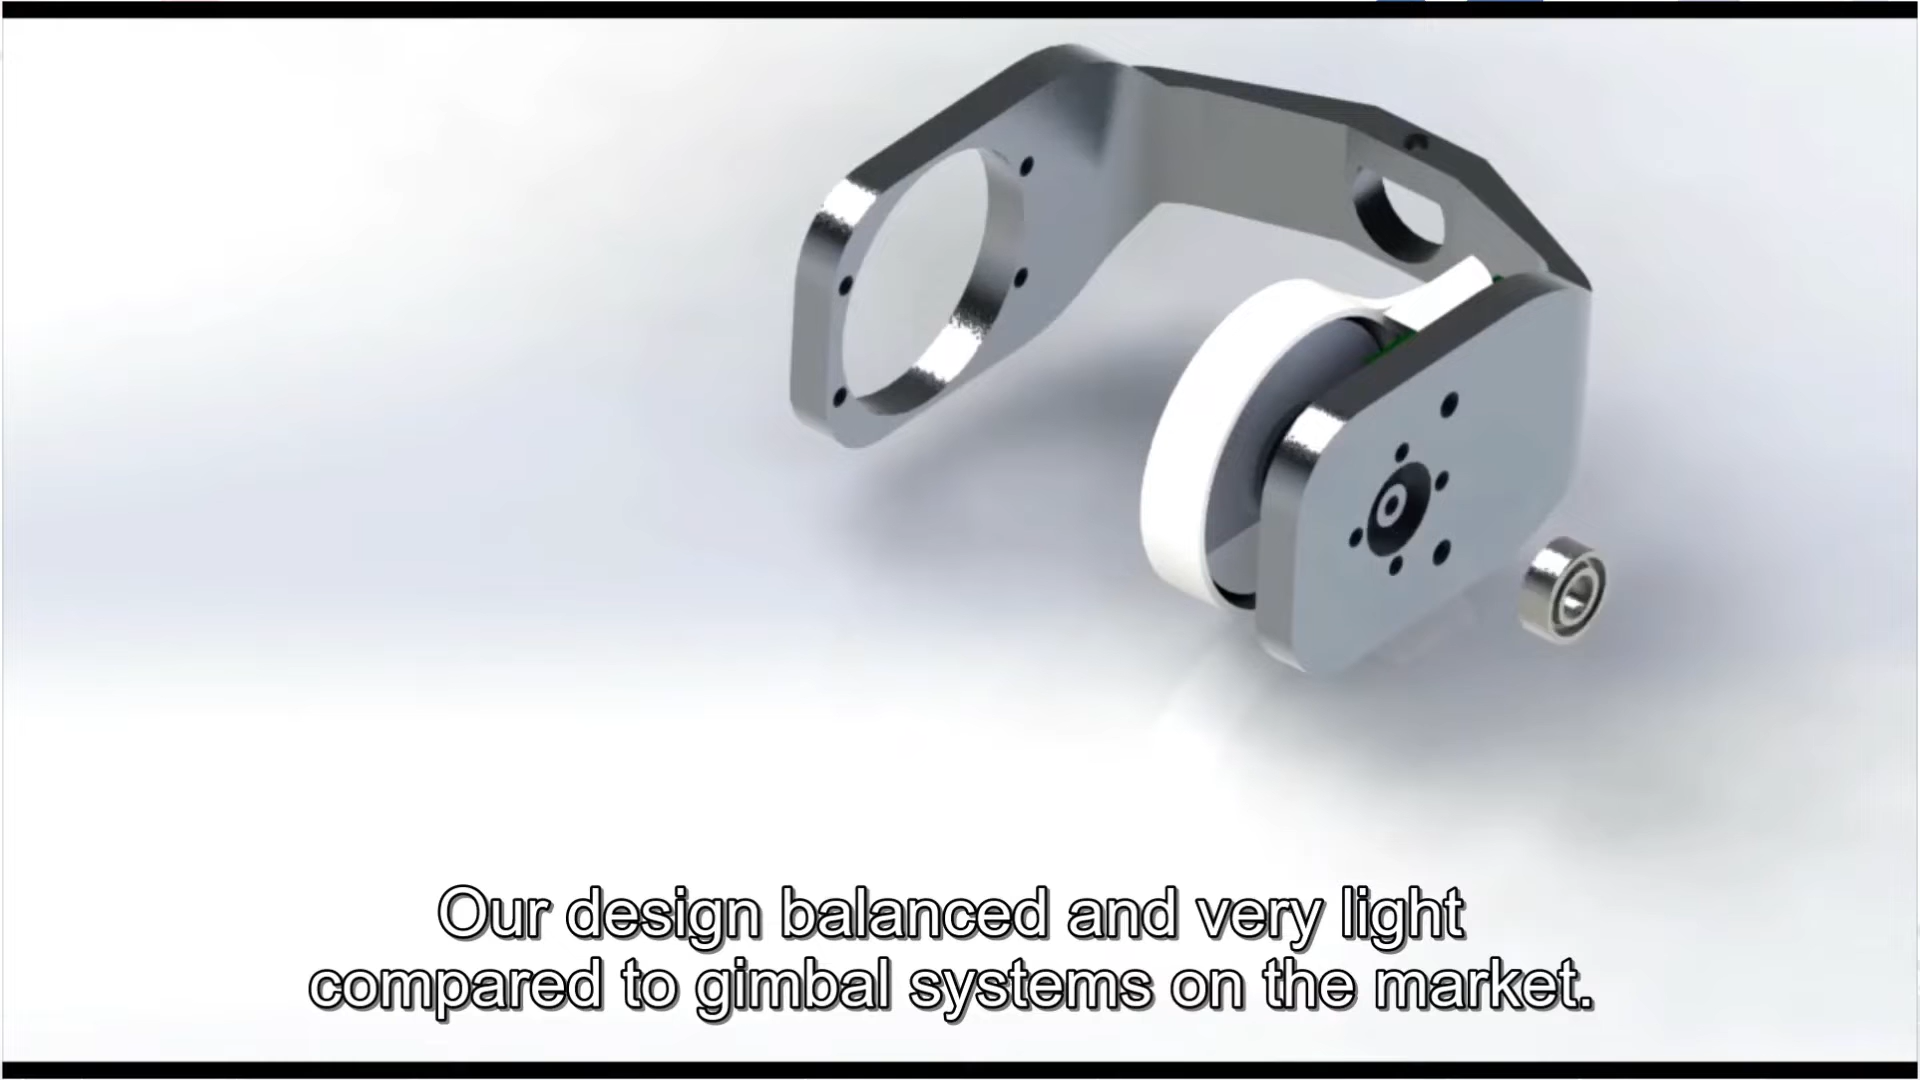 Our design balanced and very light
compared to gimbal systems on the market.